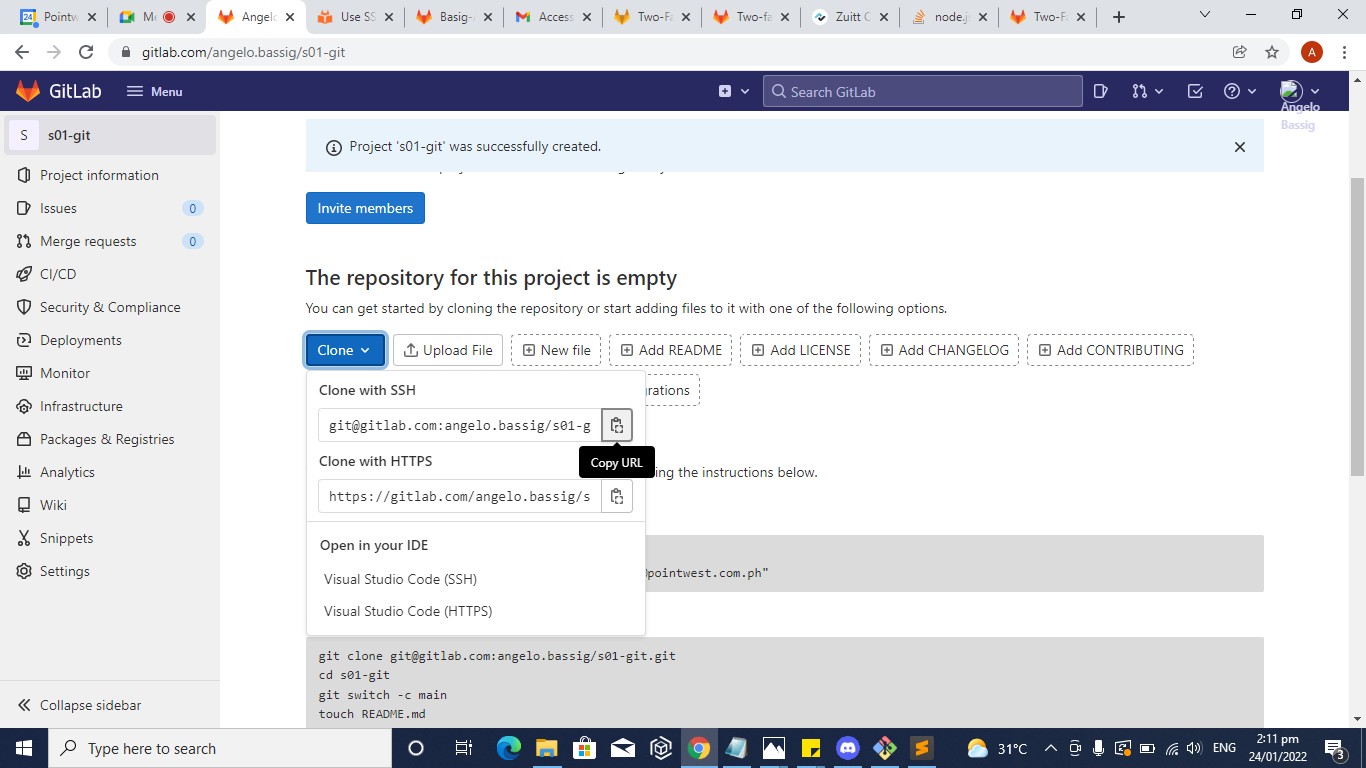 Pointw
Me
Angelo
Use SS
Basig-
Access
Two-Fa
Two-fa
Zuitt C
node.js
Two-Fa
gitlab.com/angelo.bassig/s01-git
A
GitLab
Menu
Search GitLab
Angelo
Bassig
S
s01-git
Project information
Issues 0
Merge requests 0
CI/CD
Security & Compliance
Deployments
Monitor
Infrastructure
Packages & Registries
Analytics
Wiki
Snippets
Settings
Collapse sidebar
Project 's01-git' was successfully created.
Invite members
The repository for this project is empty
You can get started by cloning the repository or start adding files to it with one of the following options.
Clone
Upload File
New file
Add README
Add LICENSE
Add CHANGELOG
Add CONTRIBUTING
Clone with SSH
git@gitlab.com:angelo.bassig/s01-g
Copy URL
Clone with HTTPS
https://gitlab.com/angelo.bassig/s
Open in your IDE
Visual Studio Code (SSH)
Visual Studio Code (HTTPS)
rations
ing the instructions below.
pointwest.com.ph"
git clone git@gitlab.com:angelo.bassig/s01-git.git
cd s01-git
git switch -c main
touch README.md
Type here to search
31°C
ENG
2:11 pm
24/01/2022
3